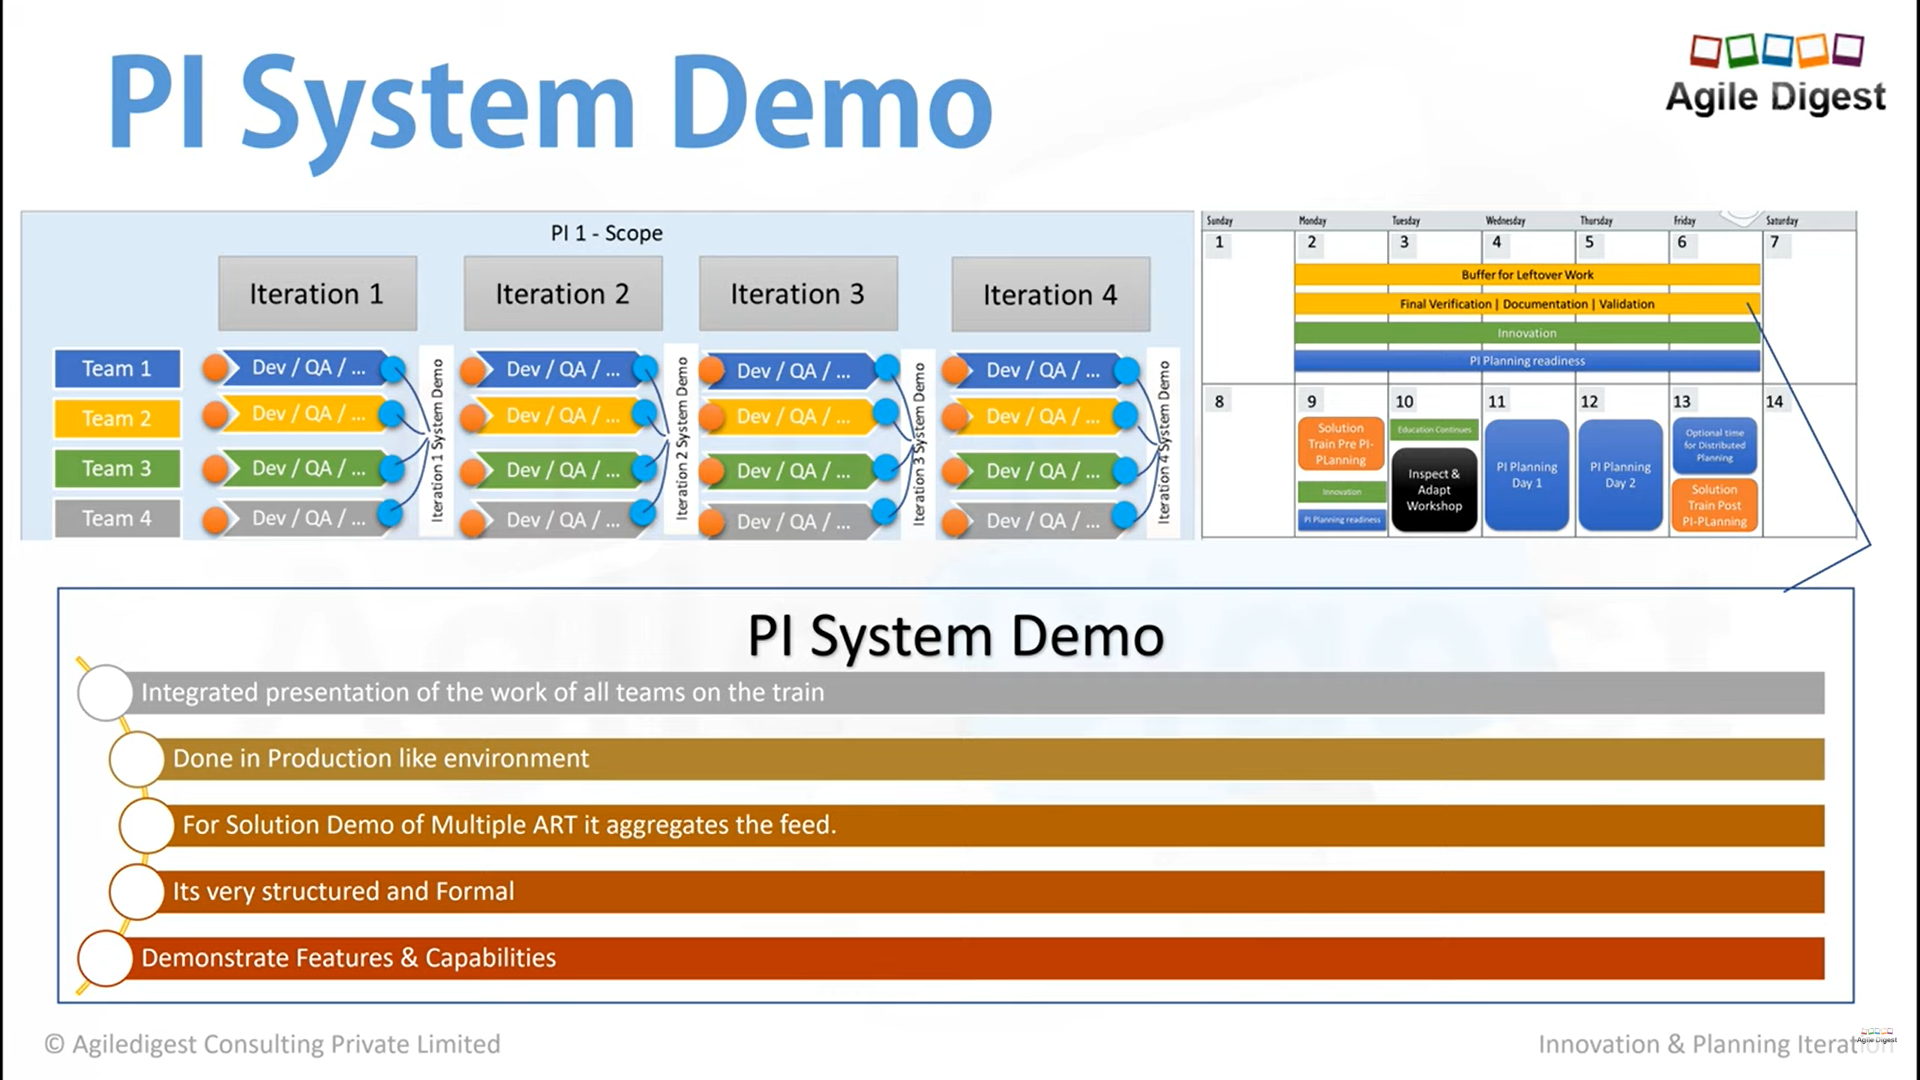 PI System Demo
Agile Digest
PI 1 - Scope
Iteration 1
Iteration 2
Iteration 3
Iteration 4
Team 1
Dev / QA / ...
Dev / QA / ...
Dev / QA / ...
Dev / QA / ...
Team 2
Dev / QA / ...
Dev / QA / ...
Dev / QA / ...
Dev / QA / ...
Team 3
Dev / QA / ...
Dev / QA / ...
Dev / QA / ...
Dev / QA / ...
Team 4
Dev / QA / ...
Dev / QA / ...
Dev / QA / ...
Dev / QA / ...
Iteration 1 System Demo
Iteration 2 System Demo
Iteration 3 System Demo
Iteration 4 System Demo
Sunday Monday Tuesday Wednesday Thursday Friday Saturday
1 2 3 4 5 6 7
Buffer for Leftover Work
Final Verification | Documentation | Validation
Innovation
PI Planning readiness
8 9 10 11 12 13 14
Solution
Train Pre PI-
PLanning
Innovation
PI Planning readiness
Education Continues
Inspect &
Adapt
Workshop
PI Planning
Day 1
PI Planning
Day 2
Optional time
for Distributed
Planning
Solution
Train Post
PI-PLanning
PI System Demo
Integrated presentation of the work of all teams on the train
Done in Production like environment
For Solution Demo of Multiple ART it aggregates the feed.
Its very structured and Formal
Demonstrate Features & Capabilities
© Agiledigest Consulting Private Limited
Innovation & Planning Iteration
Agile Digest